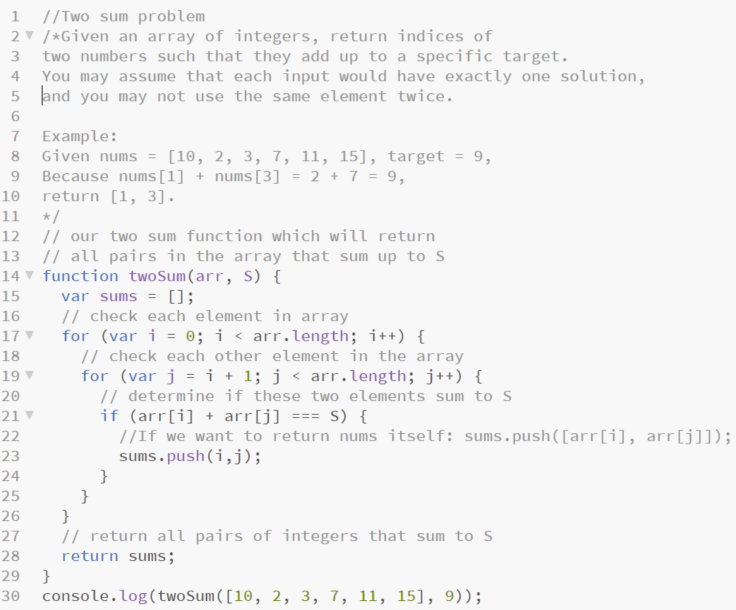 1 //Two sum problem
2 /*Given an array of integers, return indices of
3 two numbers such that they add up to a specific target.
4 You may assume that each input would have exactly one solution,
5 and you may not use the same element twice.
6
7 Example:
8 Given nums = [10, 2, 3, 7, 11, 15], target = 9,
9 Because nums[1] + nums[3] = 2 + 7 = 9,
10 return [1, 3].
11 */
12 // our two sum function which will return
13 // all pairs in the array that sum up to S
14 function twoSum(arr, S) {
15   var sums = [];
16   // check each element in array
17   for (var i = 0; i < arr.length; i++) {
18     // check each other element in the array
19     for (var j = i + 1; j < arr.length; j++) {
20       // determine if these two elements sum to S
21       if (arr[i] + arr[j] === S) {
22         //If we want to return nums itself: sums.push([arr[i], arr[j]]);
23         sums.push(i,j);
24       }
25     }
26   }
27   // return all pairs of integers that sum to S
28   return sums;
29 }
30 console.log(twoSum([10, 2, 3, 7, 11, 15], 9));